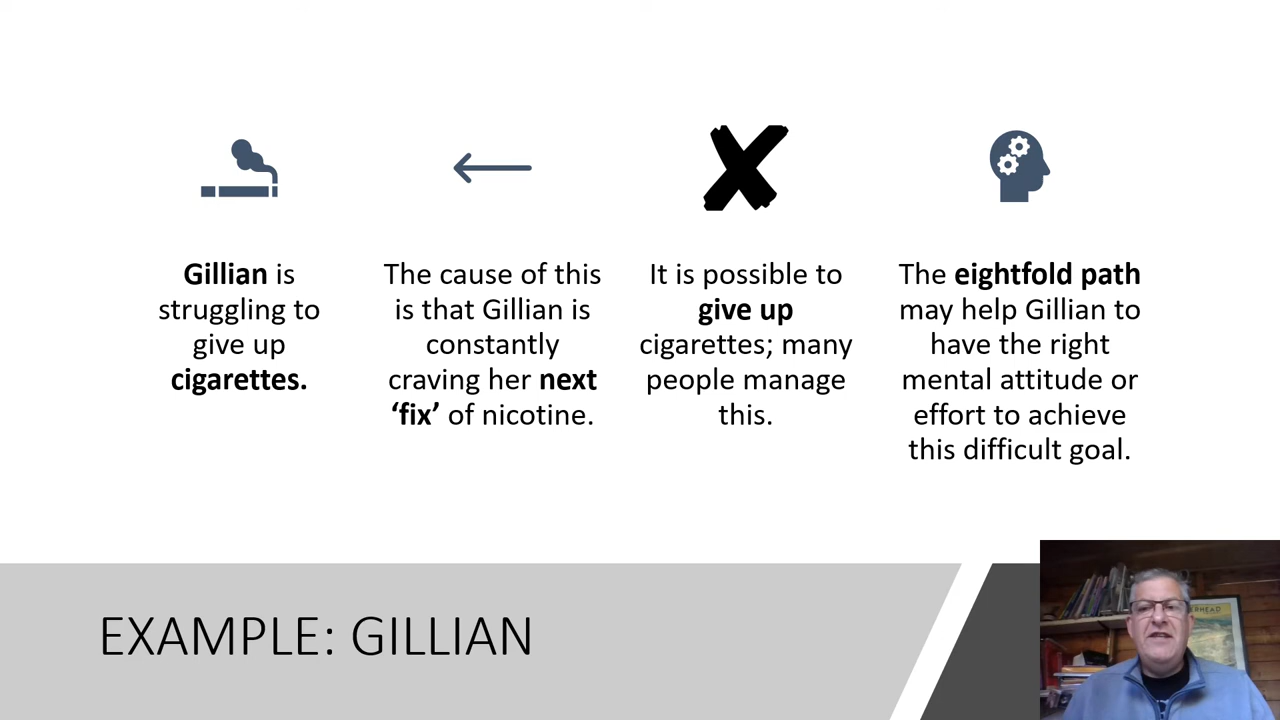 Gillian is
struggling to
give up
cigarettes.
The cause of this
is that Gillian is
constantly
craving her next
‘fix’ of nicotine.
It is possible to
give up
cigarettes; many
people manage
this.
The eightfold path
may help Gillian to
have the right
mental attitude or
effort to achieve
this difficult goal.
EXAMPLE: GILLIAN